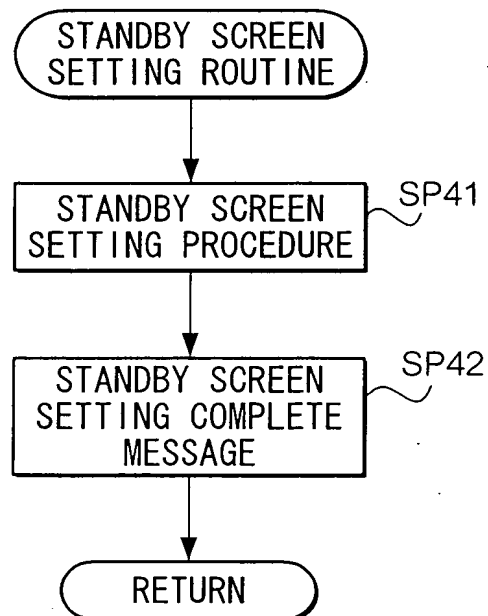 STANDBY SCREEN
SETTING ROUTINE
STANDBY SCREEN
SETTING PROCEDURE
SP41
STANDBY SCREEN
SETTING COMPLETE
MESSAGE
SP42
RETURN